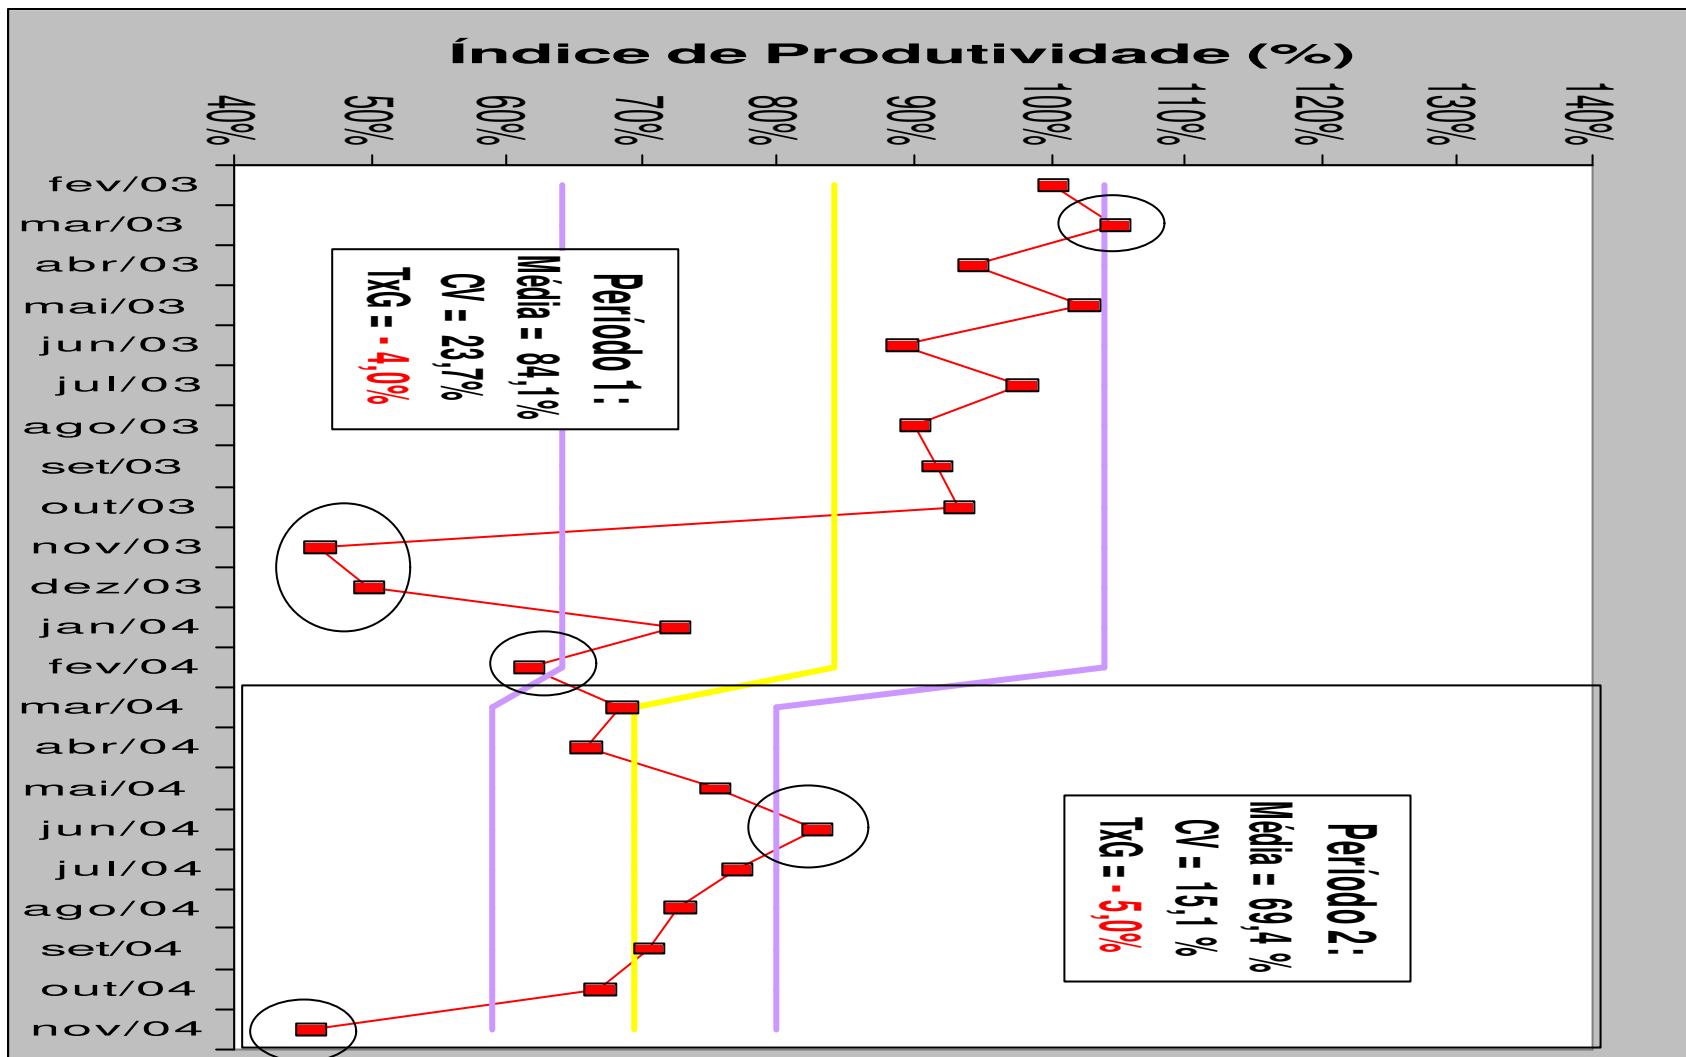 Índice de Produtividade (%)
40%
50%
60%
70%
80%
90%
100%
110%
120%
130%
140%
fev/03
mar/03
abr/03
mai/03
jun/03
jul/03
ago/03
set/03
out/03
nov/03
dez/03
jan/04
fev/04
mar/04
abr/04
mai/04
jun/04
jul/04
ago/04
set/04
out/04
nov/04
Período 1:
Média = 84,1%
CV = 23,7%
TxG = - 4,0%
Período 2:
Média = 69,4 %
CV = 15,1 %
TxG = - 5,0%